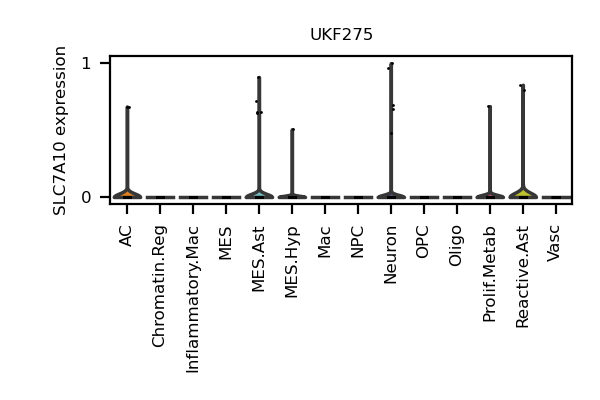 UKF275
SLC7A10 expression
1
0
AC
Chromatin.Reg
Inflammatory.Mac
MES
MES.Ast
MES.Hyp
Mac
NPC
Neuron
OPC
Oligo
Prolif.Metab
Reactive.Ast
Vasc